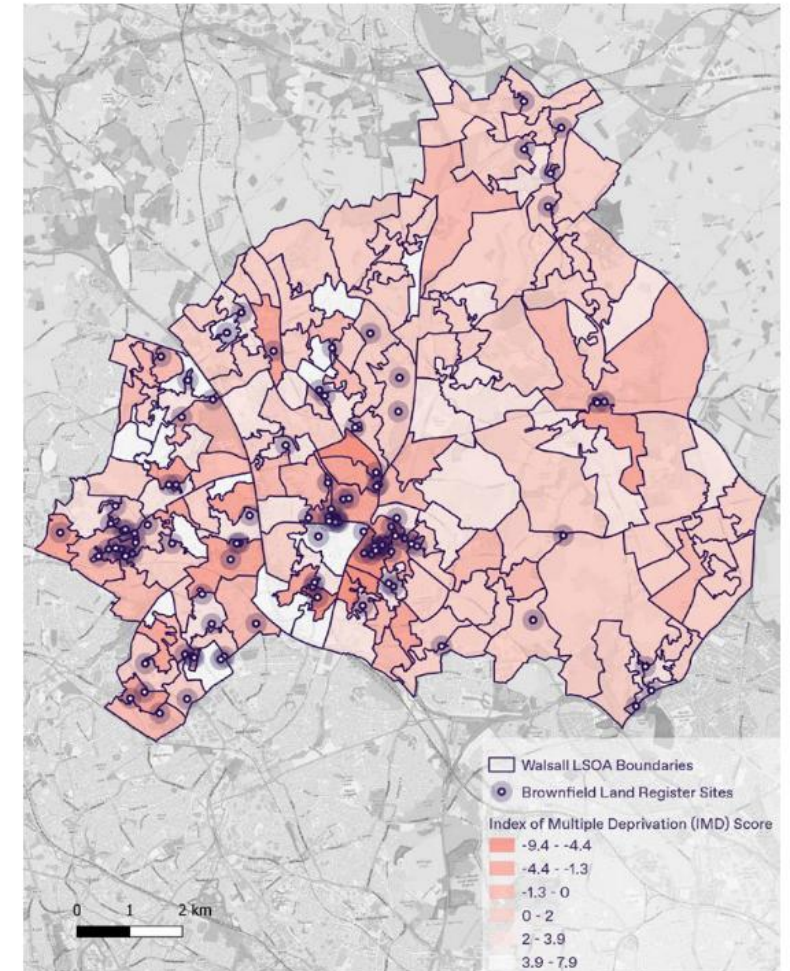 Walsall LSOA Boundaries
Brownfield Land Register Sites
Index of Multiple Deprivation (IMD) Score
-9.4 - -4.4
-4.4 - -1.3
-1.3 - 0
0 - 2
2 - 3.9
3.9 - 7.9
0 1 2 km